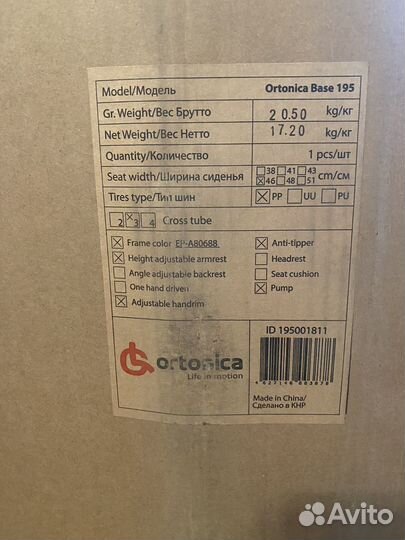 Model/Модель Ortonica Base 195
Gr. Weight/Вес Брутто 20.50 kg/кг
Net Weight/Вес Нетто 17.20 kg/кг
Quantity/Количество 1 pcs/шт
Seat width/Ширина сиденья 38 41 43 46 48 51 cm/см
Tires type/Тип шин PP UU PU
2 3 4 Cross tube
Frame color EP-A80688 Anti-tipper
Height adjustable armrest Headrest
Angle adjustable backrest Seat cushion
One hand driven Pump
Adjustable handrim
ID 195001811
ortonica
Life in motion
Made in China/
Сделано в КНР
Avito